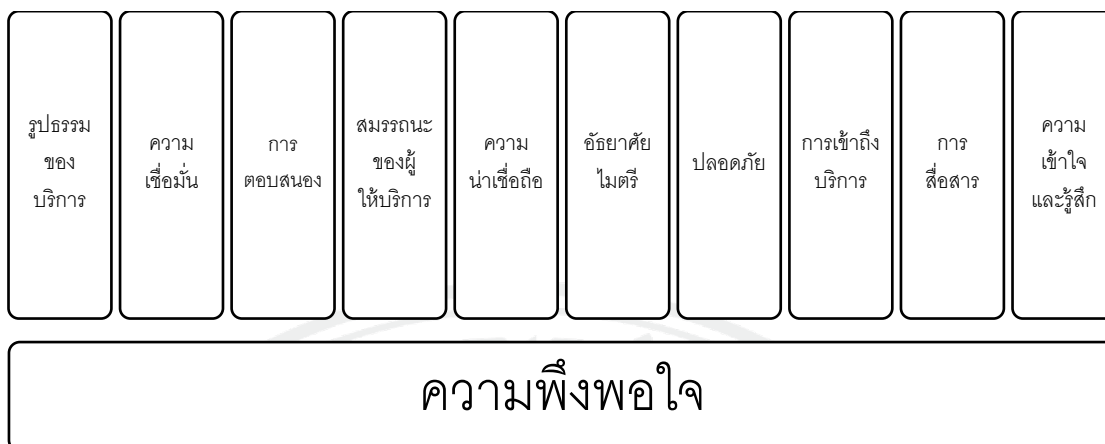 รูปธรรม
ของ
บริการ
ความ
เชื่อมั่น
การ
ตอบสนอง
สมรรถนะ
ของผู้
ให้บริการ
ความ
น่าเชื่อถือ
อัธยาศัย
ไมตรี
ปลอดภัย
การเข้าถึง
บริการ
การ
สื่อสาร
ความ
เข้าใจ
และรู้สึก
ความพึงพอใจ